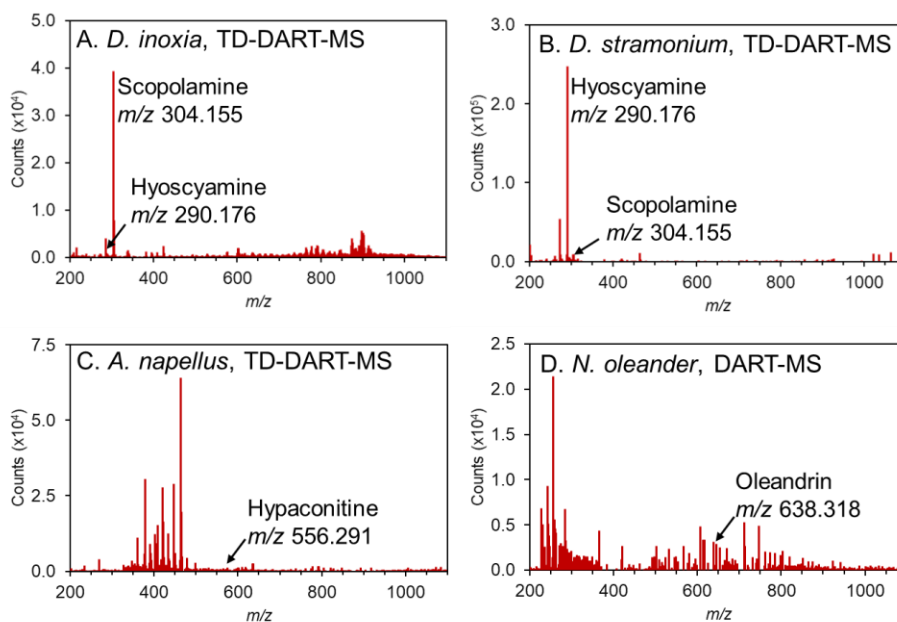 A. D. inoxia, TD-DART-MS
Counts (x10⁴)
5.0
4.0
3.0
2.0
1.0
0.0
Scopolamine
m/z 304.155
Hyoscyamine
m/z 290.176
200 400 600 800 1000
m/z
B. D. stramonium, TD-DART-MS
Counts (x10⁵)
3.0
2.0
1.0
0.0
Hyoscyamine
m/z 290.176
Scopolamine
m/z 304.155
200 400 600 800 1000
m/z
C. A. napellus, TD-DART-MS
Counts (x10⁴)
7.5
5.0
2.5
0.0
Hypaconitine
m/z 556.291
200 400 600 800 1000
m/z
D. N. oleander, DART-MS
Counts (x10⁴)
2.5
2.0
1.5
1.0
0.5
0.0
Oleandrin
m/z 638.318
200 400 600 800 1000
m/z